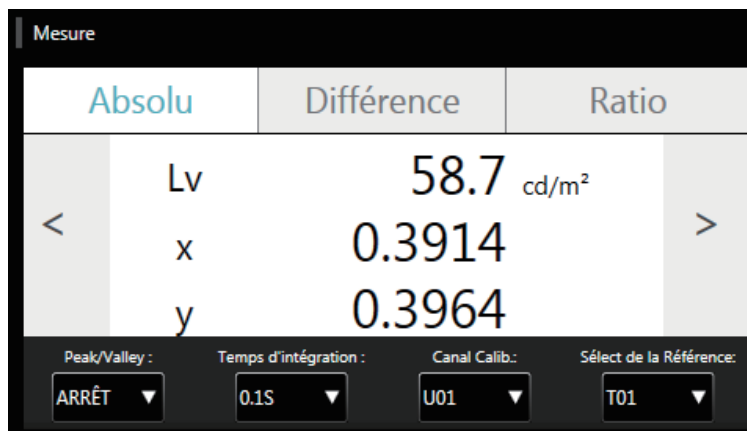 Mesure
Absolu Différence Ratio
Lv 58.7 cd/m²
< x 0.3914 >
y 0.3964
Peak/Valley : Temps d'intégration : Canal Calib.: Sélect de la Référence:
ARRÊT ▼ 0.1S ▼ U01 ▼ T01 ▼